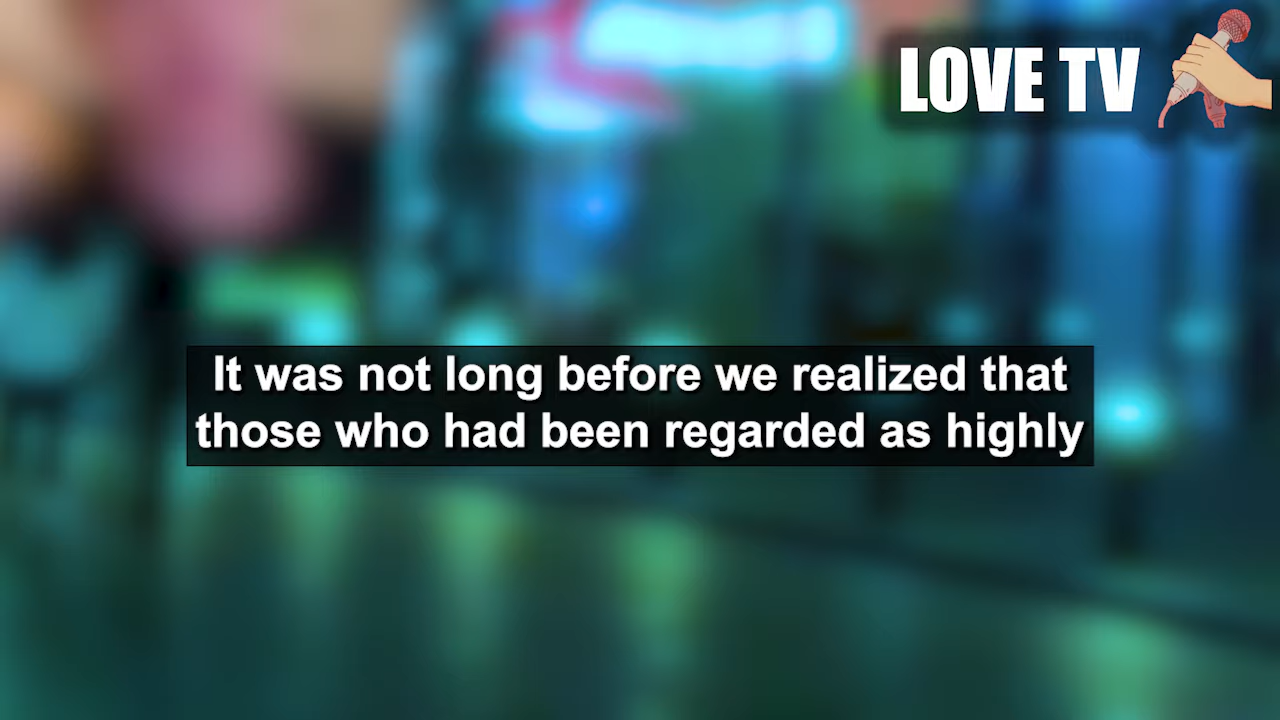 LOVE TV
It was not long before we realized that
those who had been regarded as highly